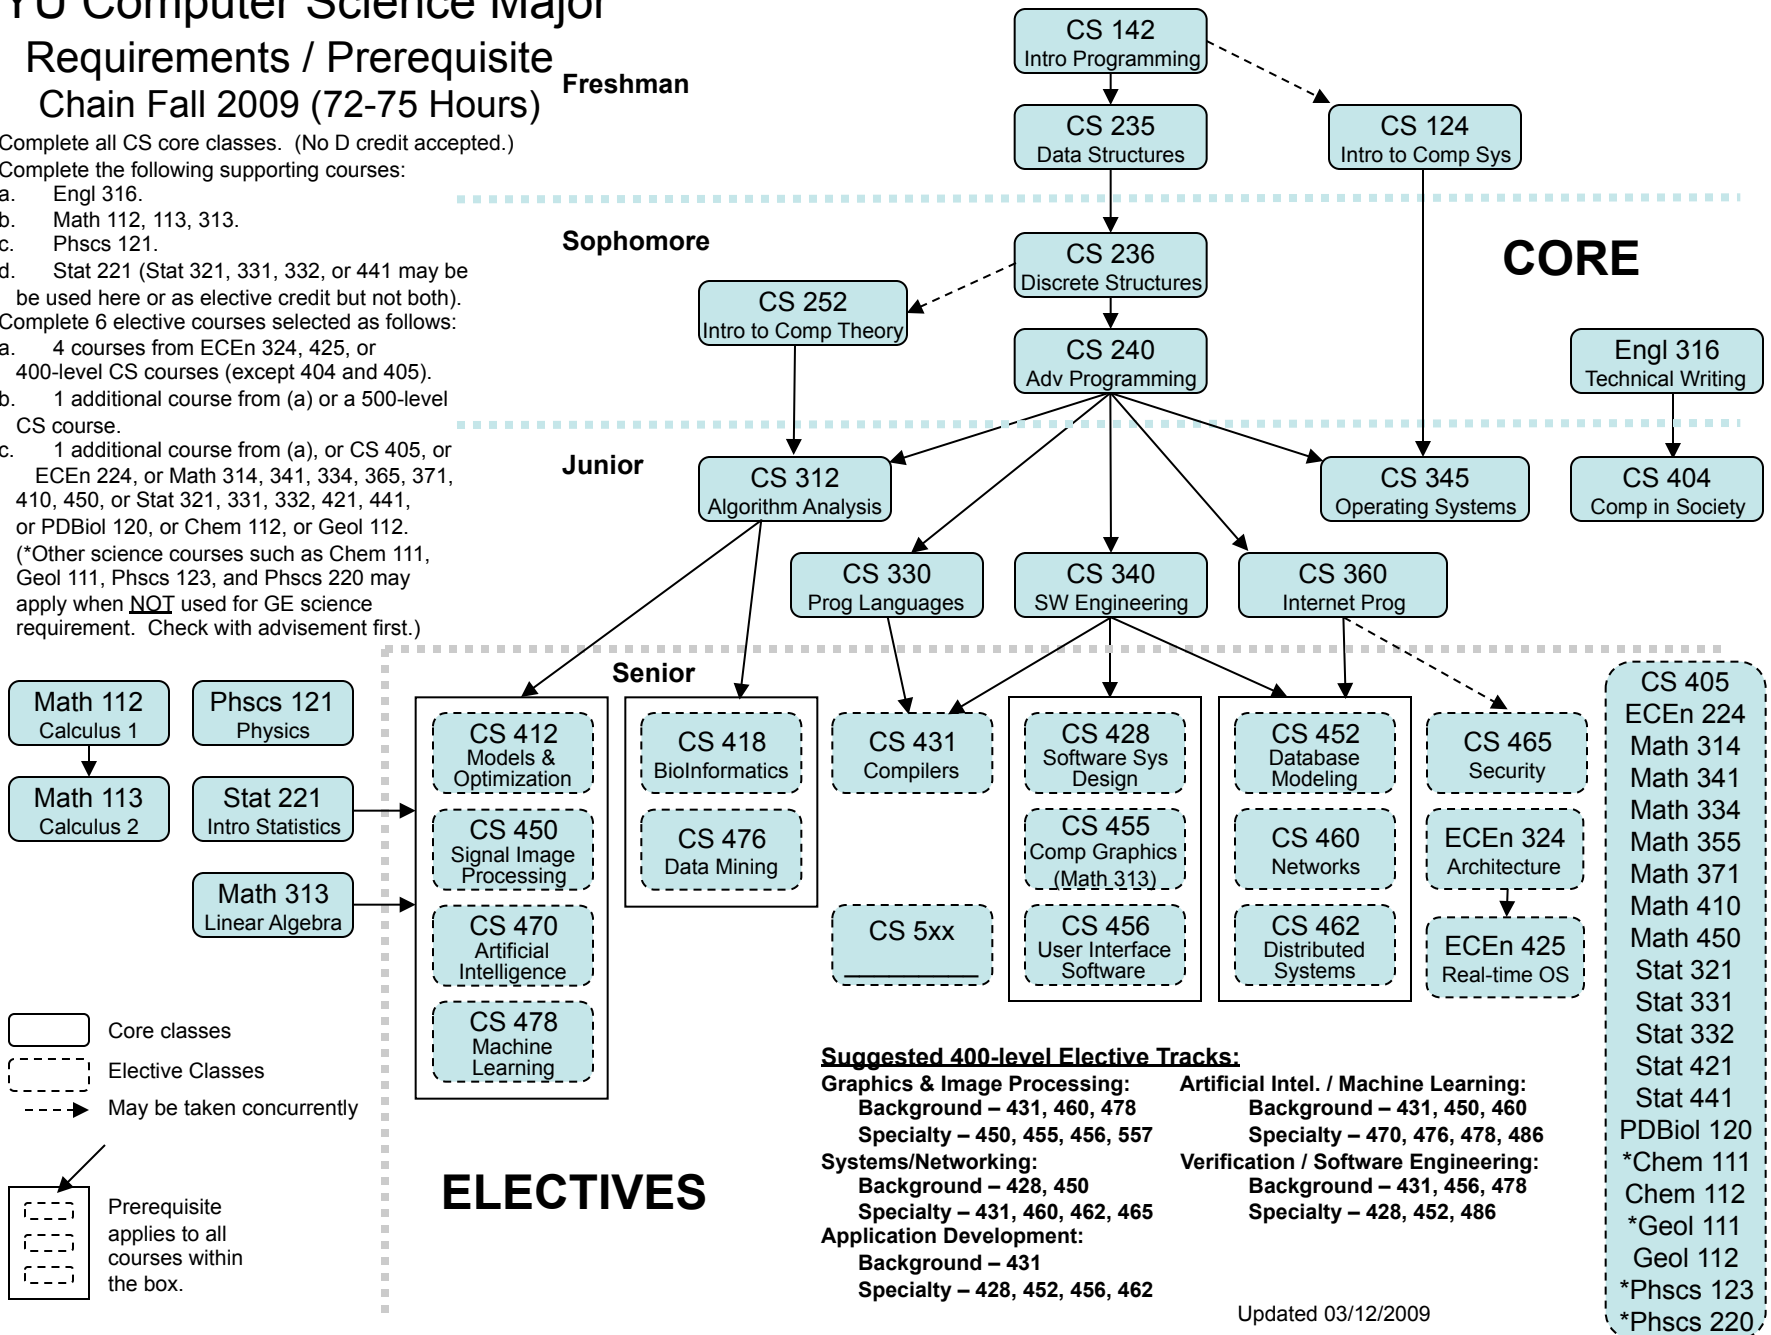 YU Computer Science Major
Requirements / Prerequisite
Chain Fall 2009 (72-75 Hours)
Complete all CS core classes.  (No D credit accepted.)
Complete the following supporting courses:
a. Engl 316.
b. Math 112, 113, 313.
c. Phscs 121.
d. Stat 221 (Stat 321, 331, 332, or 441 may be
be used here or as elective credit but not both).
Complete 6 elective courses selected as follows:
a. 4 courses from ECEn 324, 425, or
400-level CS courses (except 404 and 405).
b. 1 additional course from (a) or a 500-level
CS course.
c. 1 additional course from (a), or CS 405, or
ECEn 224, or Math 314, 341, 334, 365, 371,
410, 450, or Stat 321, 331, 332, 421, 441,
or PDBiol 120, or Chem 112, or Geol 112.
(*Other science courses such as Chem 111,
Geol 111, Phscs 123, and Phscs 220 may
apply when NOT used for GE science
requirement.  Check with advisement first.)
Freshman
CS 142
Intro Programming
CS 235
Data Structures
CS 124
Intro to Comp Sys
Sophomore
CORE
CS 236
Discrete Structures
CS 252
Intro to Comp Theory
CS 240
Adv Programming
Engl 316
Technical Writing
Junior
CS 312
Algorithm Analysis
CS 345
Operating Systems
CS 404
Comp in Society
CS 330
Prog Languages
CS 340
SW Engineering
CS 360
Internet Prog
Senior
Math 112
Calculus 1
Phscs 121
Physics
Math 113
Calculus 2
Stat 221
Intro Statistics
Math 313
Linear Algebra
CS 412
Models &
Optimization
CS 450
Signal Image
Processing
CS 470
Artificial
Intelligence
CS 478
Machine
Learning
CS 418
BioInformatics
CS 476
Data Mining
CS 431
Compilers
CS 5xx
CS 428
Software Sys
Design
CS 455
Comp Graphics
(Math 313)
CS 456
User Interface
Software
CS 452
Database
Modeling
CS 460
Networks
CS 462
Distributed
Systems
CS 465
Security
ECEn 324
Architecture
ECEn 425
Real-time OS
CS 405
ECEn 224
Math 314
Math 341
Math 334
Math 355
Math 371
Math 410
Math 450
Stat 321
Stat 331
Stat 332
Stat 421
Stat 441
PDBiol 120
*Chem 111
Chem 112
*Geol 111
Geol 112
*Phscs 123
*Phscs 220
Core classes
Elective Classes
May be taken concurrently
Prerequisite
applies to all
courses within
the box.
ELECTIVES
Suggested 400-level Elective Tracks:
Graphics & Image Processing:
Background – 431, 460, 478
Specialty – 450, 455, 456, 557
Systems/Networking:
Background – 428, 450
Specialty – 431, 460, 462, 465
Application Development:
Background – 431
Specialty – 428, 452, 456, 462
Artificial Intel. / Machine Learning:
Background – 431, 450, 460
Specialty – 470, 476, 478, 486
Verification / Software Engineering:
Background – 431, 456, 478
Specialty – 428, 452, 486
Updated 03/12/2009